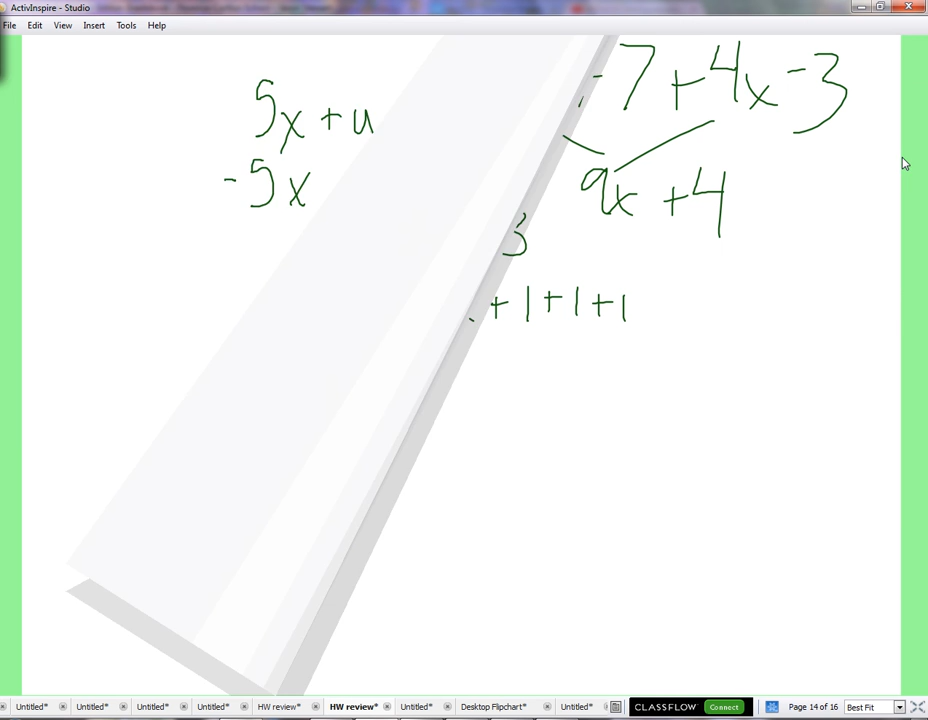 ActivInspire - Studio
File Edit View Insert Tools Help
-7+4x-3
5x+4
-5x
9x+4
3
+1+1+1
Untitled* Untitled* Untitled* Untitled* HW review* HW review* Untitled* Desktop Flipchart* Untitled* CLASSFLOW Connect Page 14 of 16 Best Fit